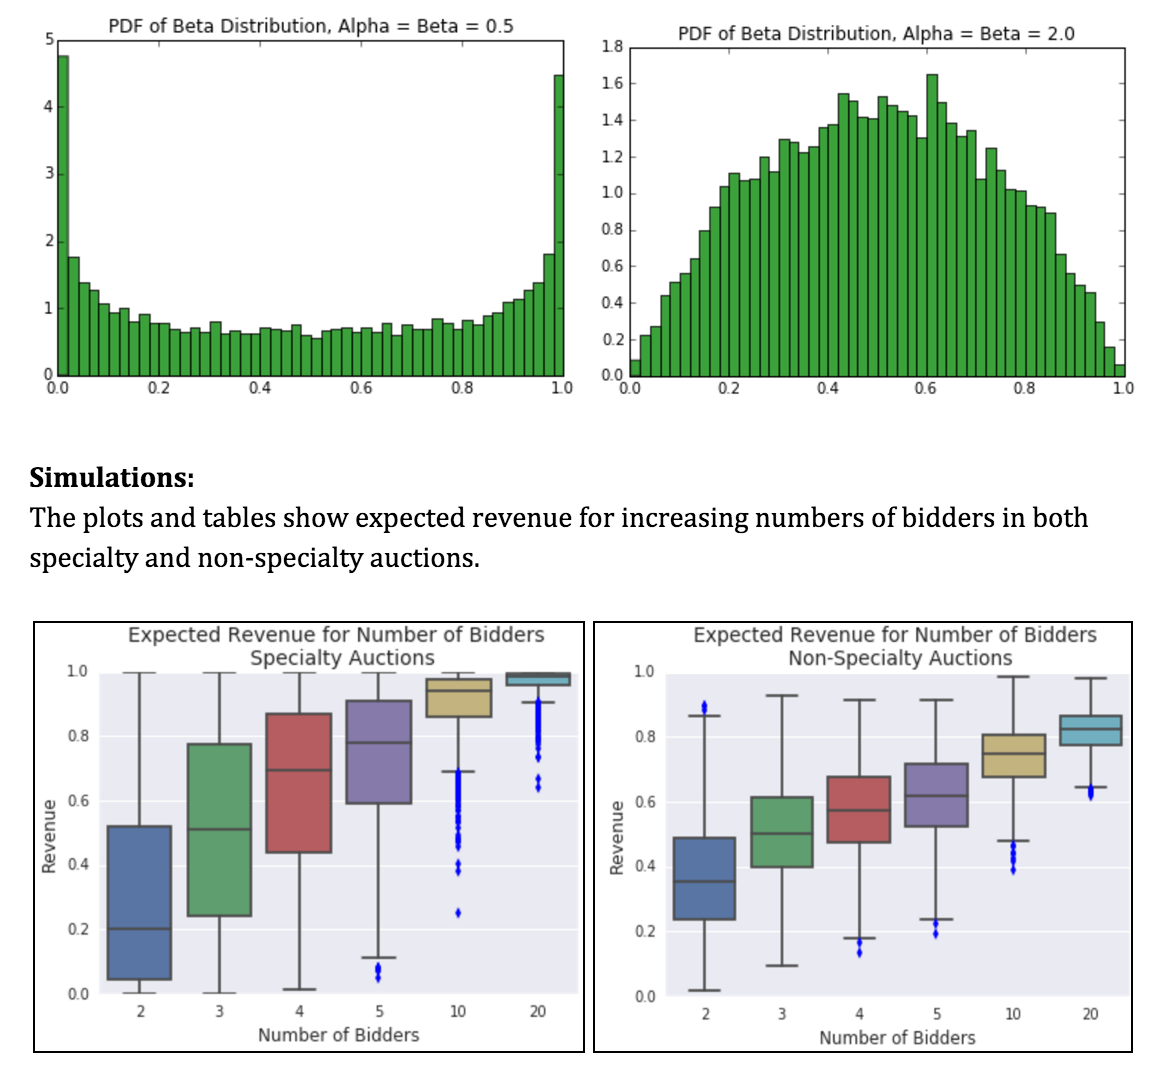 PDF of Beta Distribution, Alpha = Beta = 0.5
5
4
3
2
1
0
0.0 0.2 0.4 0.6 0.8 1.0
PDF of Beta Distribution, Alpha = Beta = 2.0
1.8
1.6
1.4
1.2
1.0
0.8
0.6
0.4
0.2
0.0
0.0 0.2 0.4 0.6 0.8 1.0
Simulations:
The plots and tables show expected revenue for increasing numbers of bidders in both
specialty and non-specialty auctions.
Expected Revenue for Number of Bidders
Specialty Auctions
1.0
0.8
0.6
0.4
0.2
0.0
Revenue
2 3 4 5 10 20
Number of Bidders
Expected Revenue for Number of Bidders
Non-Specialty Auctions
1.0
0.8
0.6
0.4
0.2
0.0
Revenue
2 3 4 5 10 20
Number of Bidders